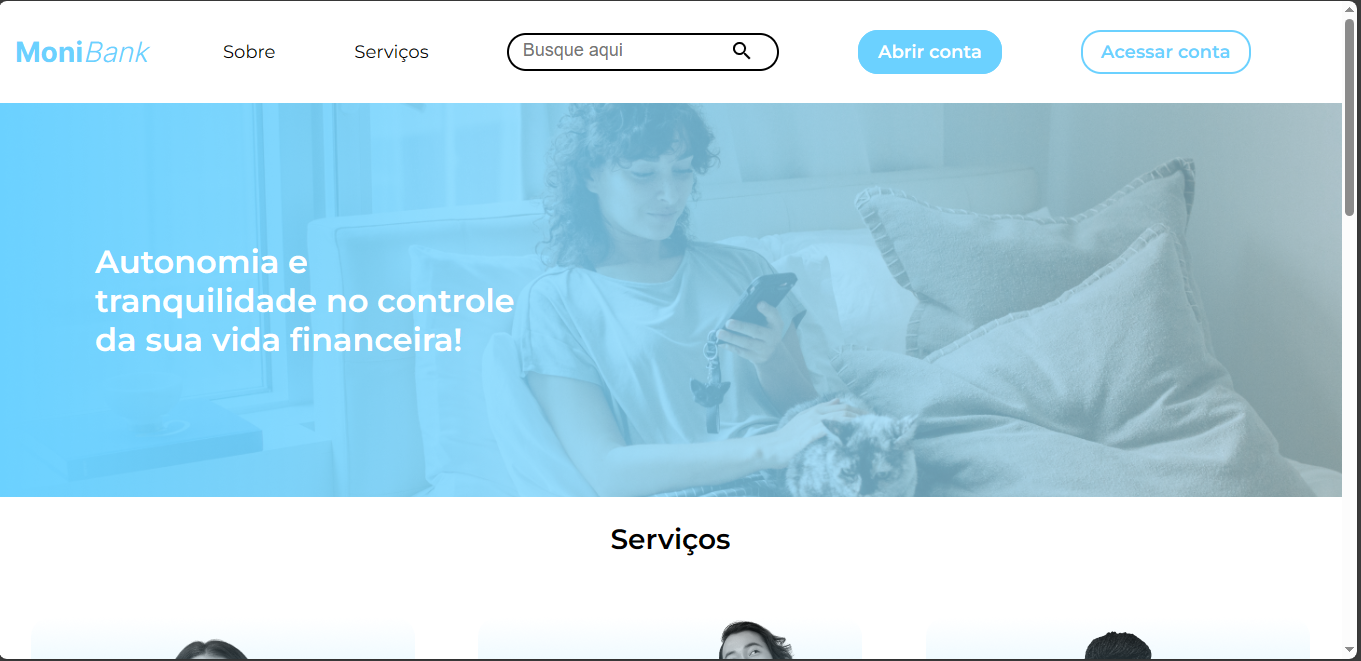 MoniBank
Sobre
Serviços
Busque aqui
Abrir conta
Acessar conta
Autonomia e
tranquilidade no controle
da sua vida financeira!
Serviços